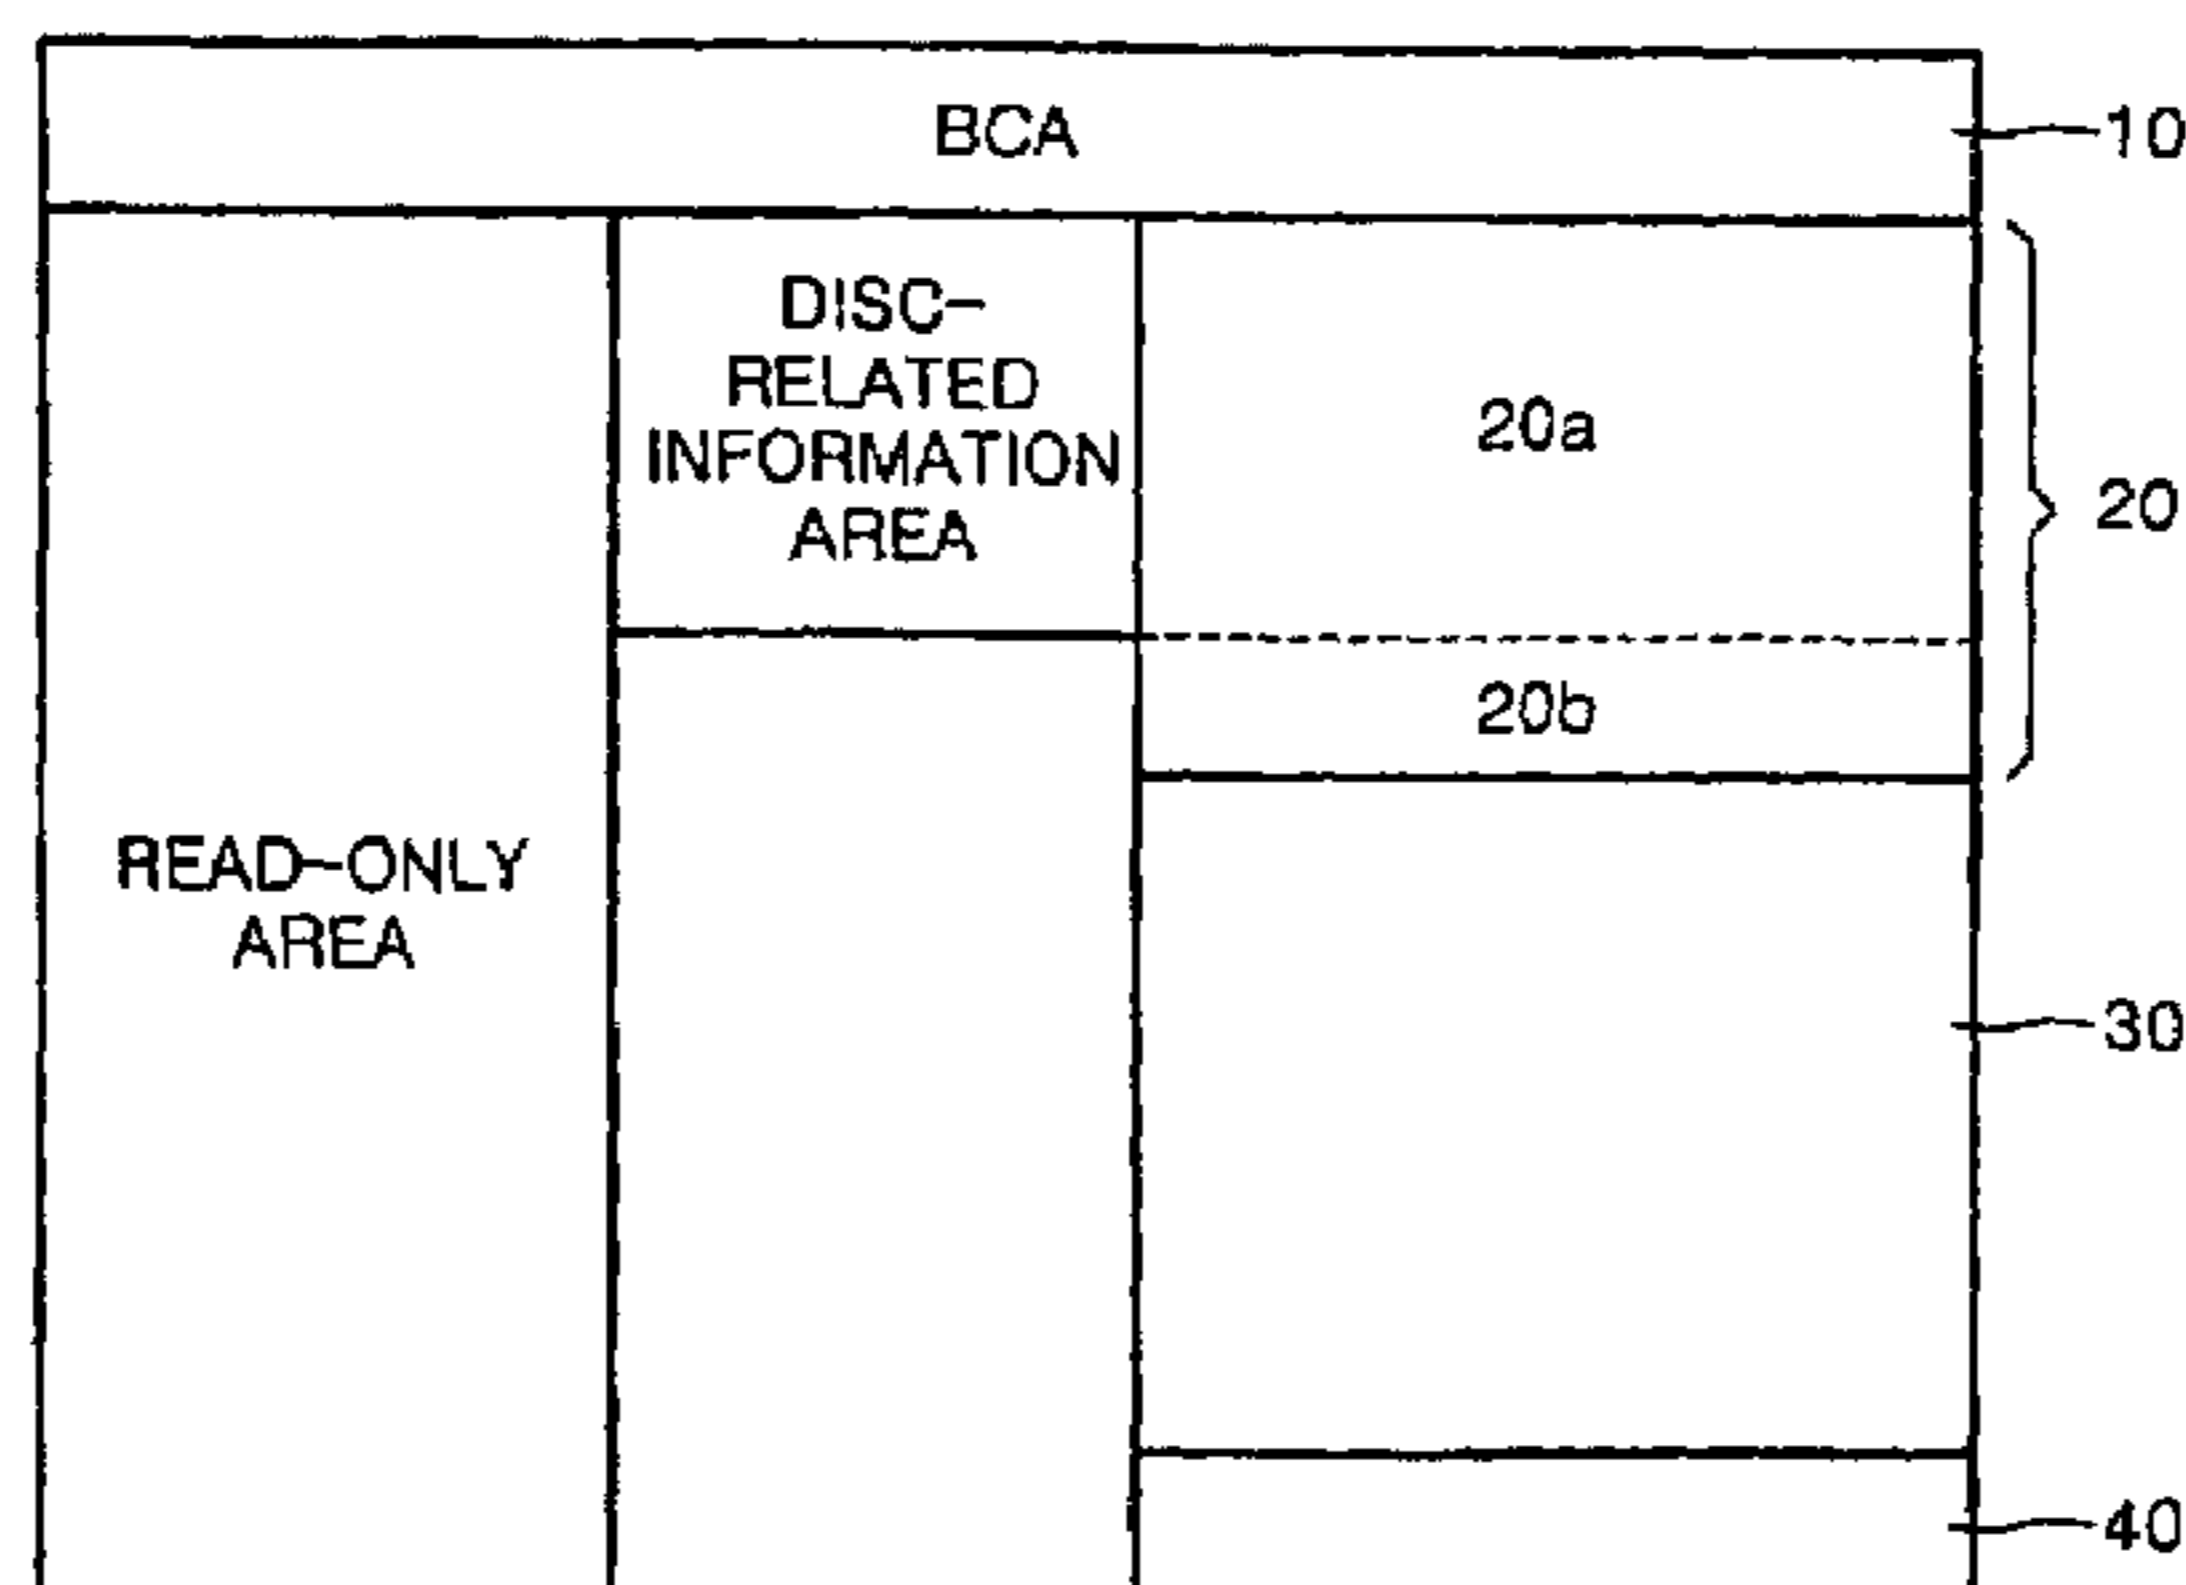 BCA
10
DISC-
RELATED
INFORMATION
AREA
20a
20
20b
READ-ONLY
AREA
30
40